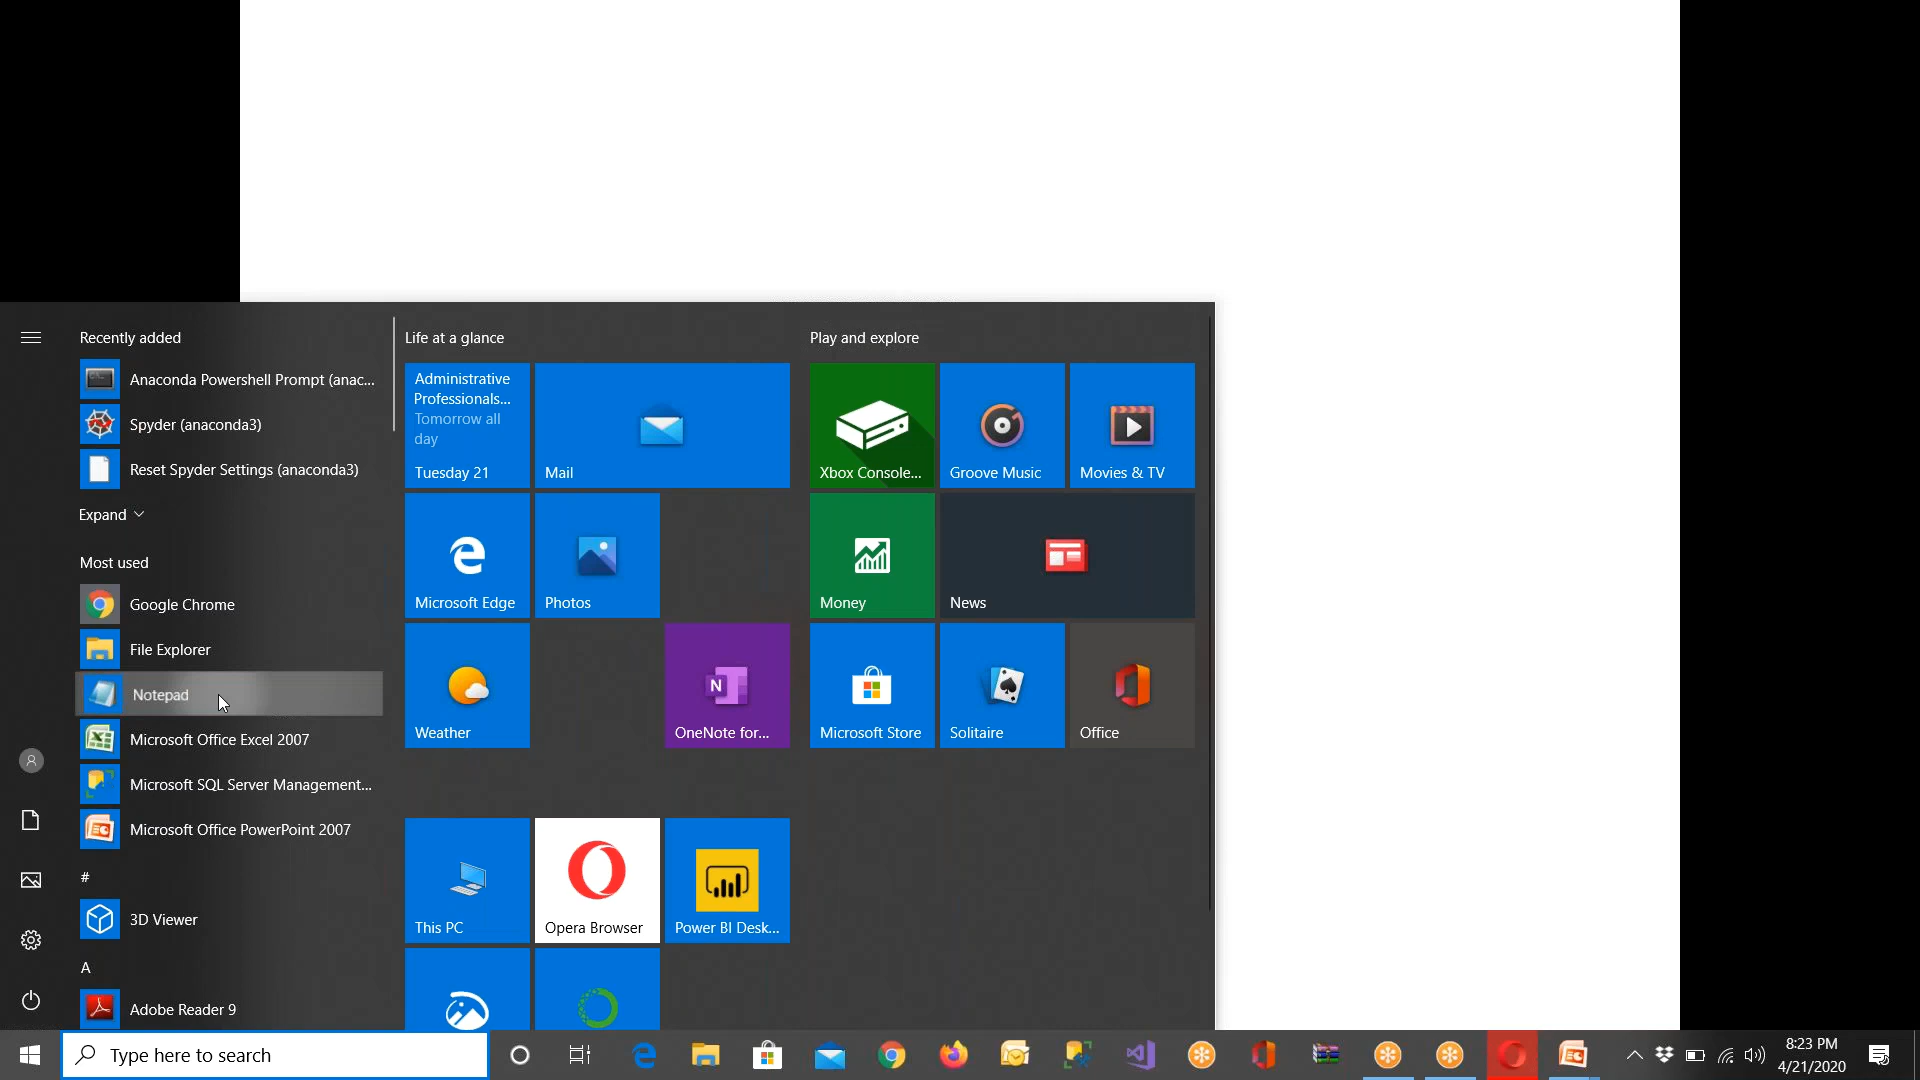 Recently added
Anaconda Powershell Prompt (anac...
Spyder (anaconda3)
Reset Spyder Settings (anaconda3)
Expand
Most used
Google Chrome
File Explorer
Notepad
Microsoft Office Excel 2007
Microsoft SQL Server Management...
Microsoft Office PowerPoint 2007
#
3D Viewer
A
Adobe Reader 9
Life at a glance
Administrative
Professionals...
Tomorrow all
day
Tuesday 21
Mail
Microsoft Edge
Photos
Weather
N
OneNote for...
This PC
Opera Browser
Power BI Desk...
Play and explore
Xbox Console...
Groove Music
Movies & TV
Money
News
Microsoft Store
Solitaire
Office
Type here to search
8:23 PM
4/21/2020